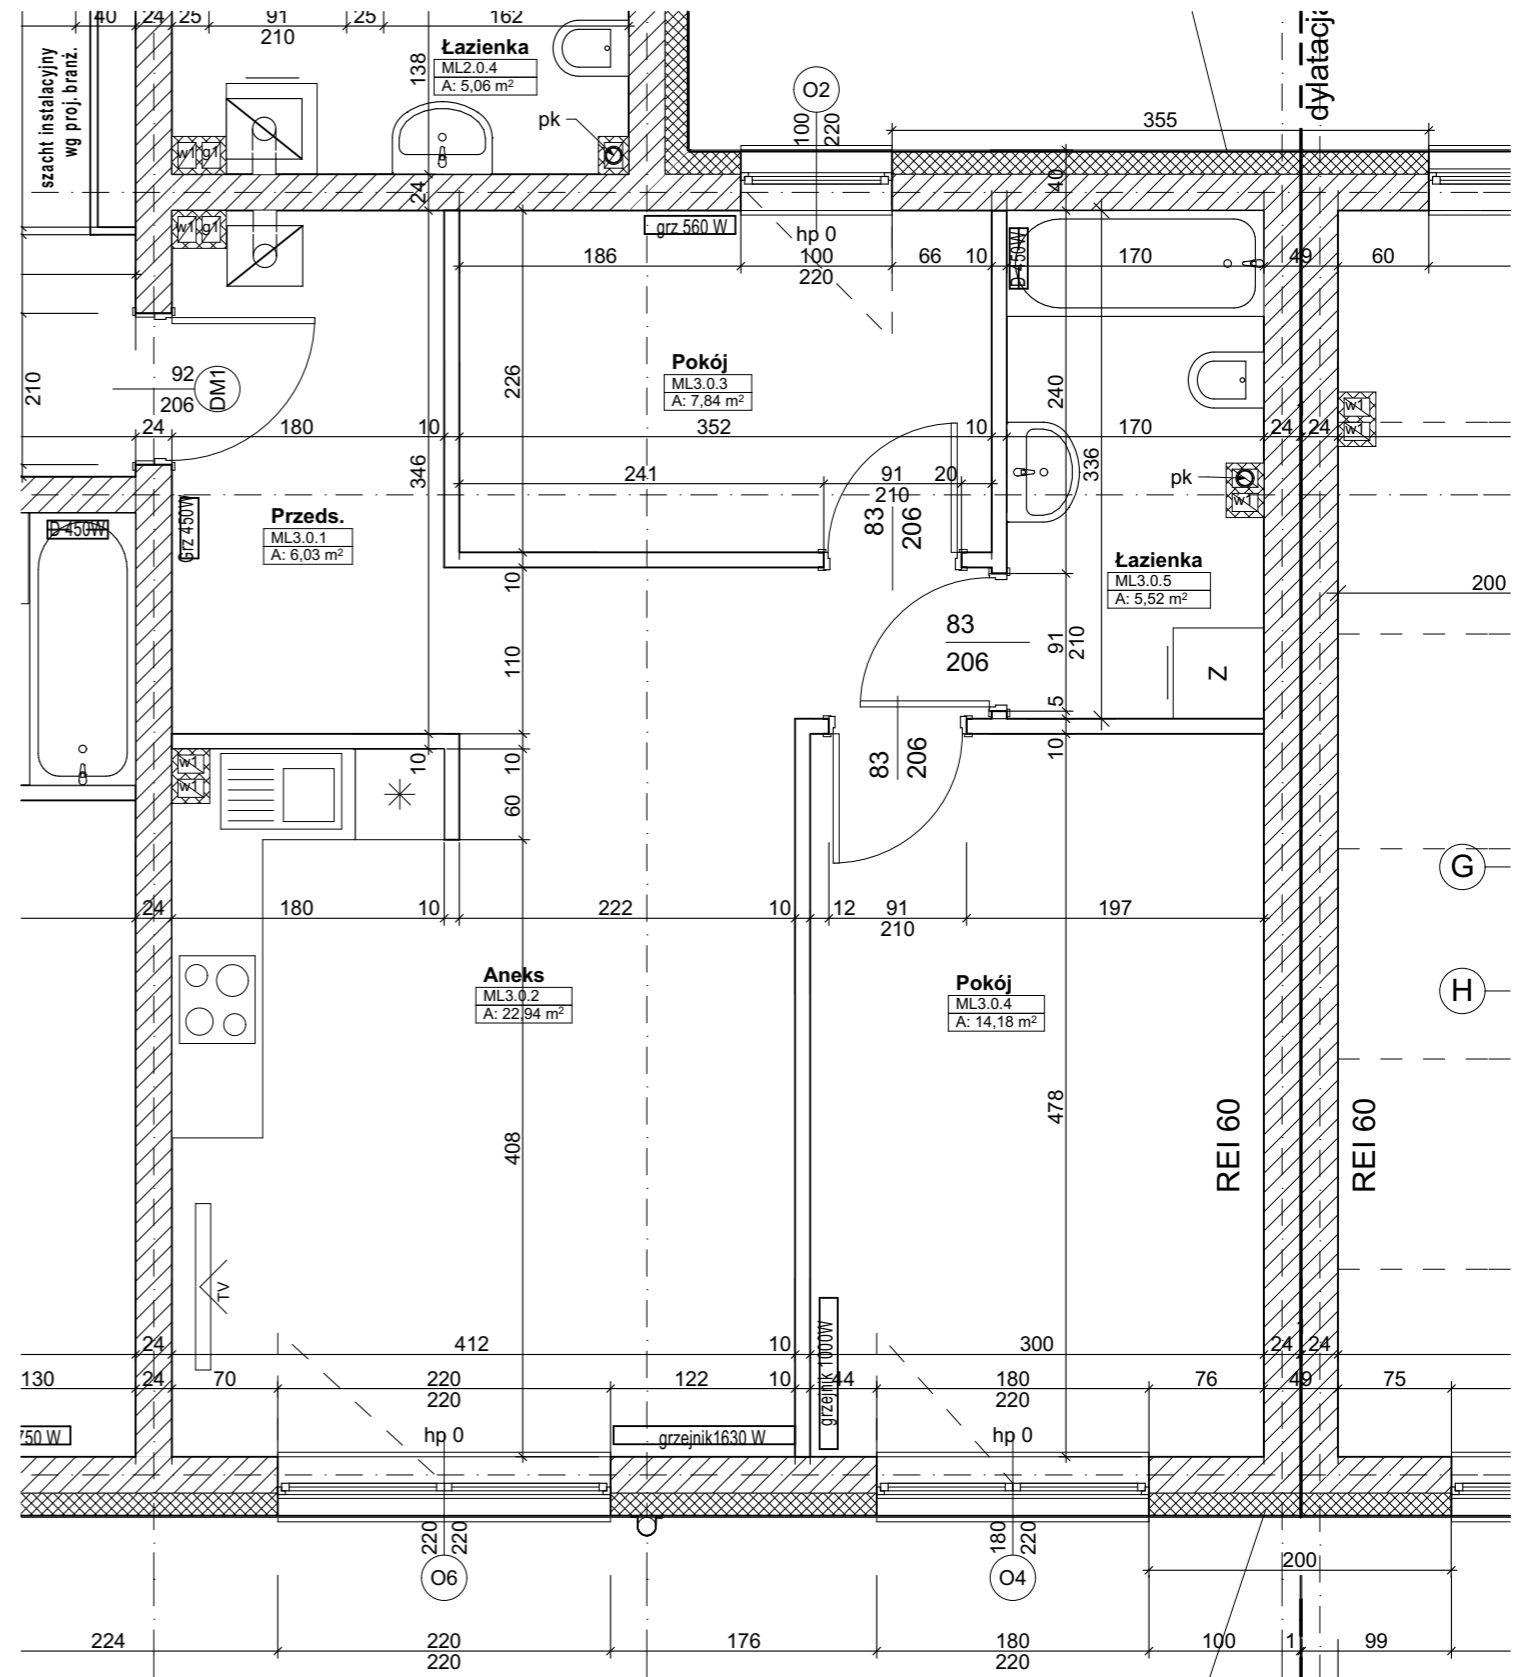 40 24 25 91 25 162
210
szacht instalacyjny
wg proj. branż.
138
Łazienka
ML2.0.4
A: 5,06 m²
pk
w1 g1
O2
100
220
355
dylatacja
24
40
w1 g1
grz 560 W
hp 0
D-450W
186 100 66 10 170 49 60
220
210
92
206
DM1
226
Pokój
ML3.0.3
A: 7,84 m²
240
w1
w1
24 180 10 352 10 170 24 24
346
336
241 91 20
210
83
206
pk
w1
Grz 450W
D-450W
Przeds.
ML3.0.1
A: 6,03 m²
10
Łazienka
ML3.0.5
A: 5,52 m²
200
83
206
91
210
110
Z
5
10
w1
w1
10
10
60
83
206
G
24 180 10 222 10 12 91 197
210
Aneks
ML3.0.2
A: 22,94 m²
Pokój
ML3.0.4
A: 14,18 m²
H
478
408
REI 60
REI 60
TV
grzejnik 1000W
24 412 10 300 24 24
130 24 70 220 122 10 44 180 76 49 75
220 220
750 W
hp 0
grzejnik1630 W
hp 0
220
220
180
220
O6
O4
200
224 220 176 180 100 1 99
220 220